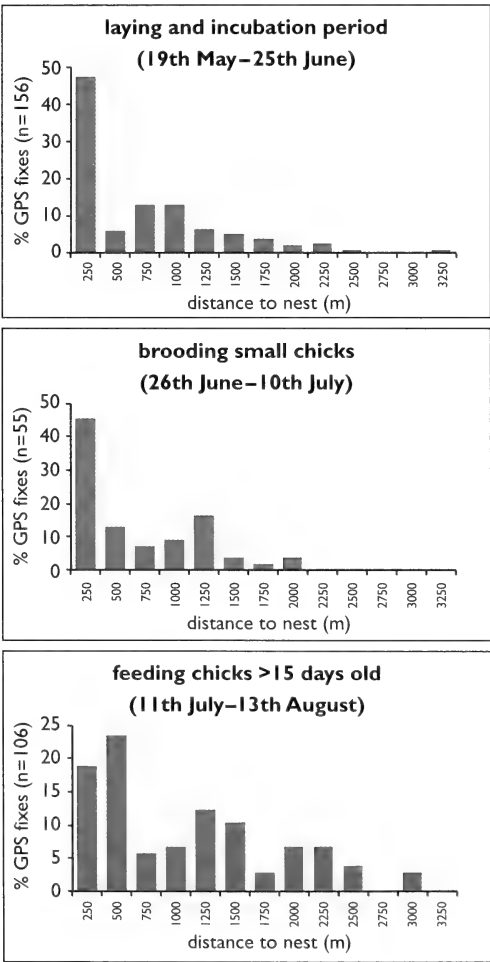 laying and incubation period
(19th May–25th June)
% GPS fixes (n=156)
50
40
30
20
10
0
250 500 750 1000 1250 1500 1750 2000 2250 2500 2750 3000 3250
distance to nest (m)
brooding small chicks
(26th June–10th July)
% GPS fixes (n=55)
50
40
30
20
10
0
250 500 750 1000 1250 1500 1750 2000 2250 2500 2750 3000 3250
distance to nest (m)
feeding chicks >15 days old
(11th July–13th August)
% GPS fixes (n=106)
25
20
15
10
5
0
250 500 750 1000 1250 1500 1750 2000 2250 2500 2750 3000 3250
distance to nest (m)